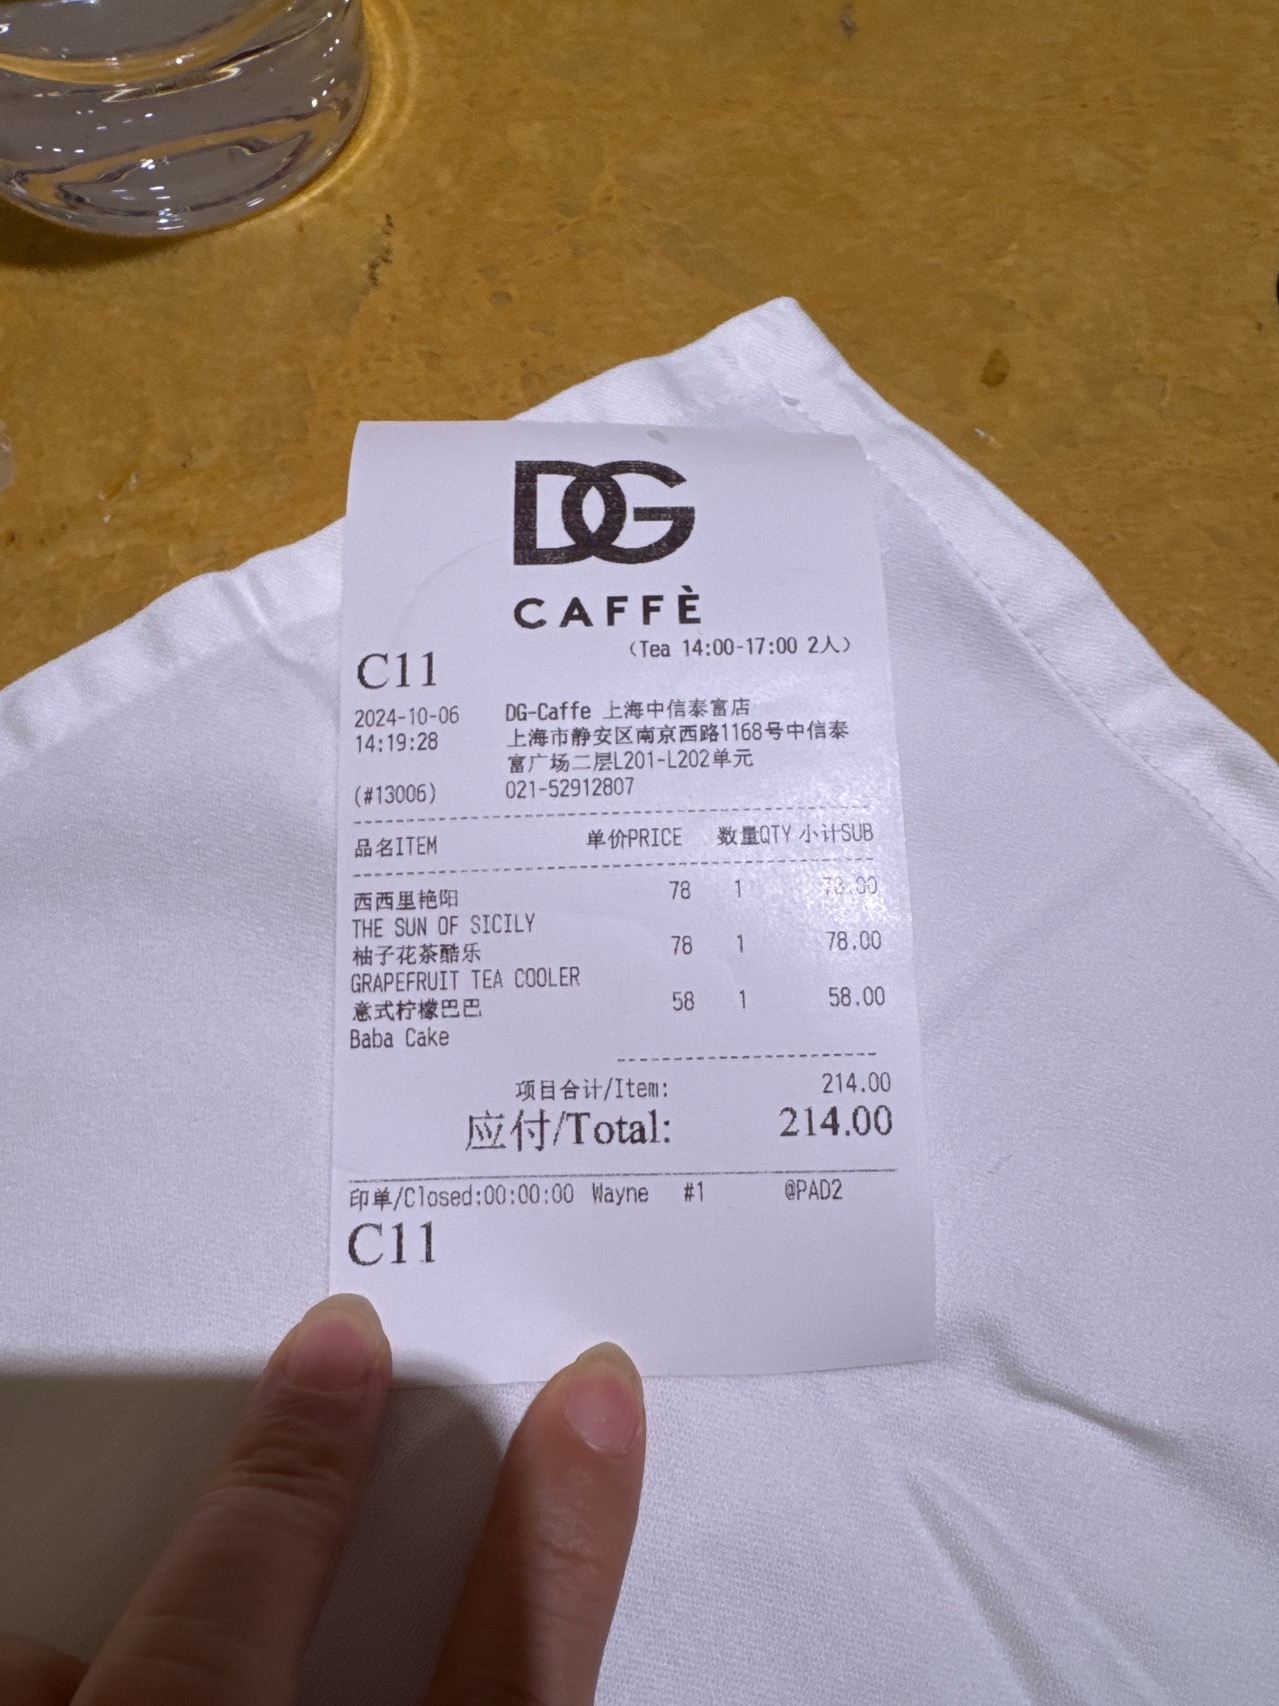 DG
CAFFÈ
(Tea 14:00-17:00 2人)
C11
2024-10-06 DG-Caffe 上海中信泰富店
14:19:28 上海市静安区南京西路1168号中信泰
富广场二层L201-L202单元
(#13006) 021-52912807
品名ITEM 单价PRICE 数量QTY 小计SUB
西西里艳阳 78 1 78.00
THE SUN OF SICILY
柚子花茶酷乐 78 1 78.00
GRAPEFRUIT TEA COOLER
意式柠檬巴巴 58 1 58.00
Baba Cake
项目合计/Item: 214.00
应付/Total: 214.00
印单/Closed:00:00:00 Wayne #1 @PAD2
C11